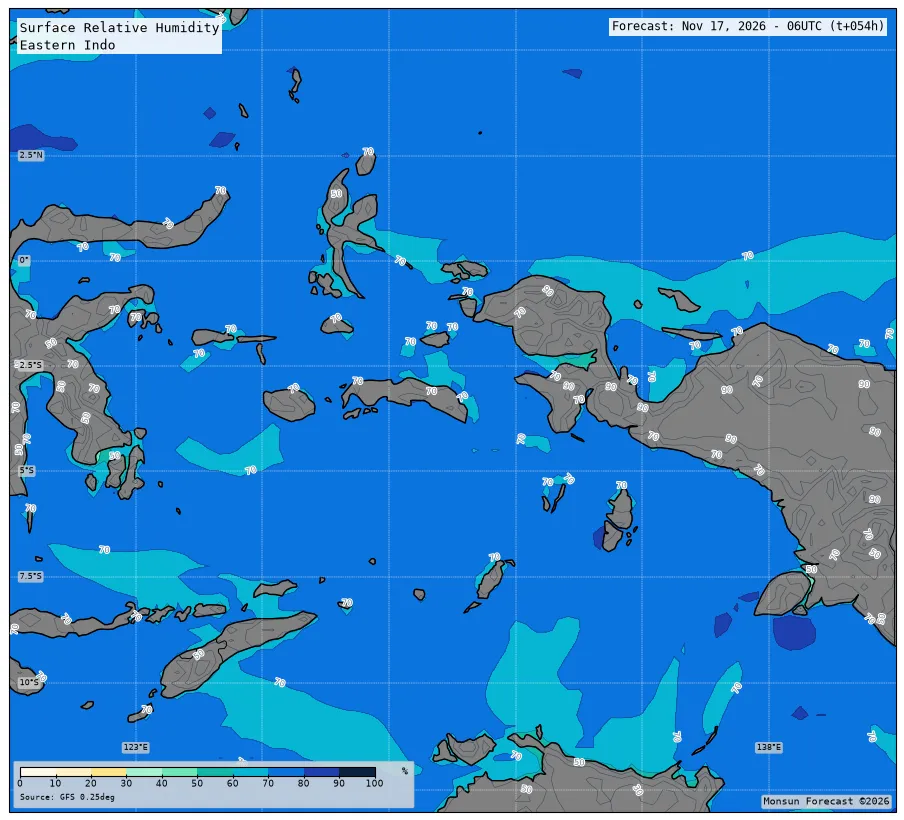 Surface Relative Humidity
Eastern Indo
Forecast: Nov 17, 2026 - 06UTC (t+054h)
2.5°N
0°
2.5°S
5°S
7.5°S
10°S
123°E
138°E
0 10 20 30 40 50 60 70 80 90 100
%
Source: GFS 0.25deg
Monsun Forecast ©2026